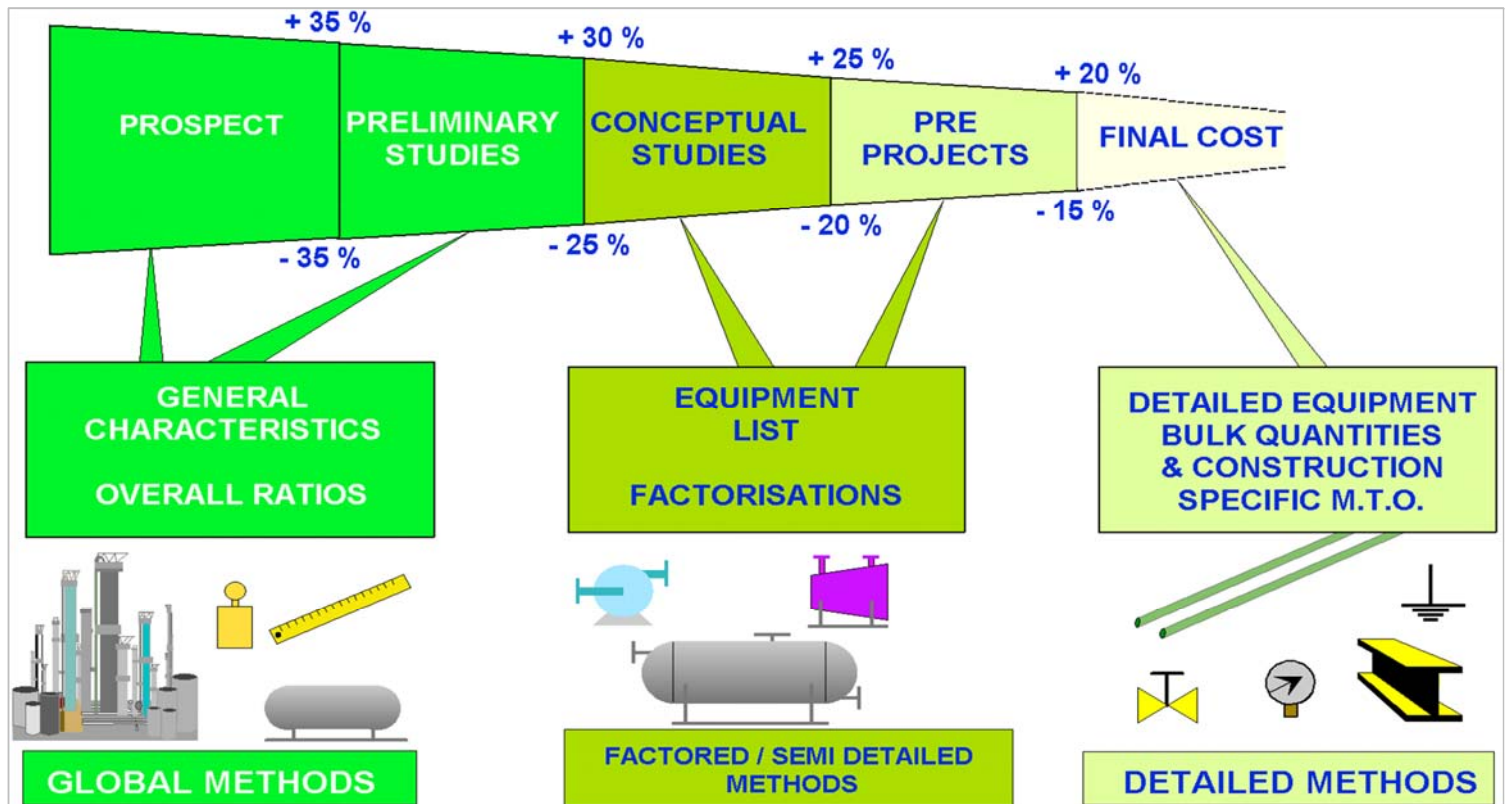 + 35 %
+ 30 %
+ 25 %
+ 20 %
PROSPECT
PRELIMINARY
STUDIES
CONCEPTUAL
STUDIES
PRE
PROJECTS
FINAL COST
- 35 %
- 25 %
- 20 %
- 15 %
GENERAL
CHARACTERISTICS
OVERALL RATIOS
EQUIPMENT
LIST
FACTORISATIONS
DETAILED EQUIPMENT
BULK QUANTITIES
& CONSTRUCTION
SPECIFIC M.T.O.
GLOBAL METHODS
FACTORED / SEMI DETAILED
METHODS
DETAILED METHODS